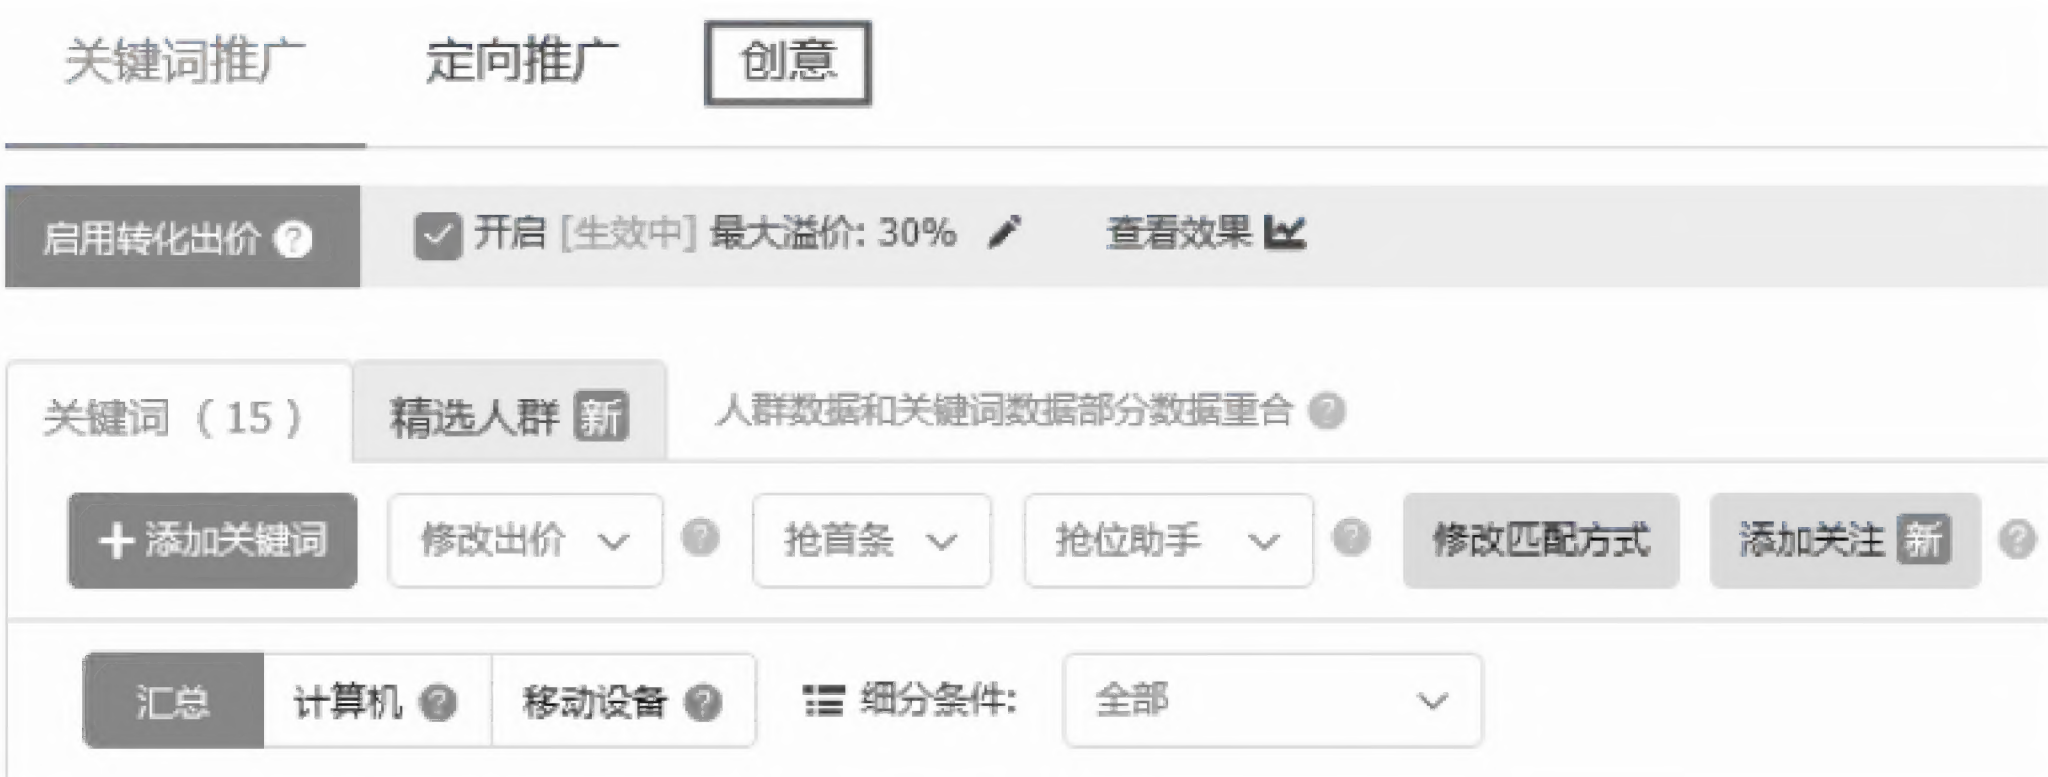 关键词推广 定向推广 创意
启用转化出价 ? 开启 [生效中] 最大溢价: 30% 查看效果
关键词 (15) 精选人群 新 人群数据和关键词数据部分数据重合 ?
+ 添加关键词 修改出价 ? 抢首条 抢位助手 ? 修改匹配方式 添加关注 新 ?
汇总 计算机 ? 移动设备 ? 细分条件: 全部